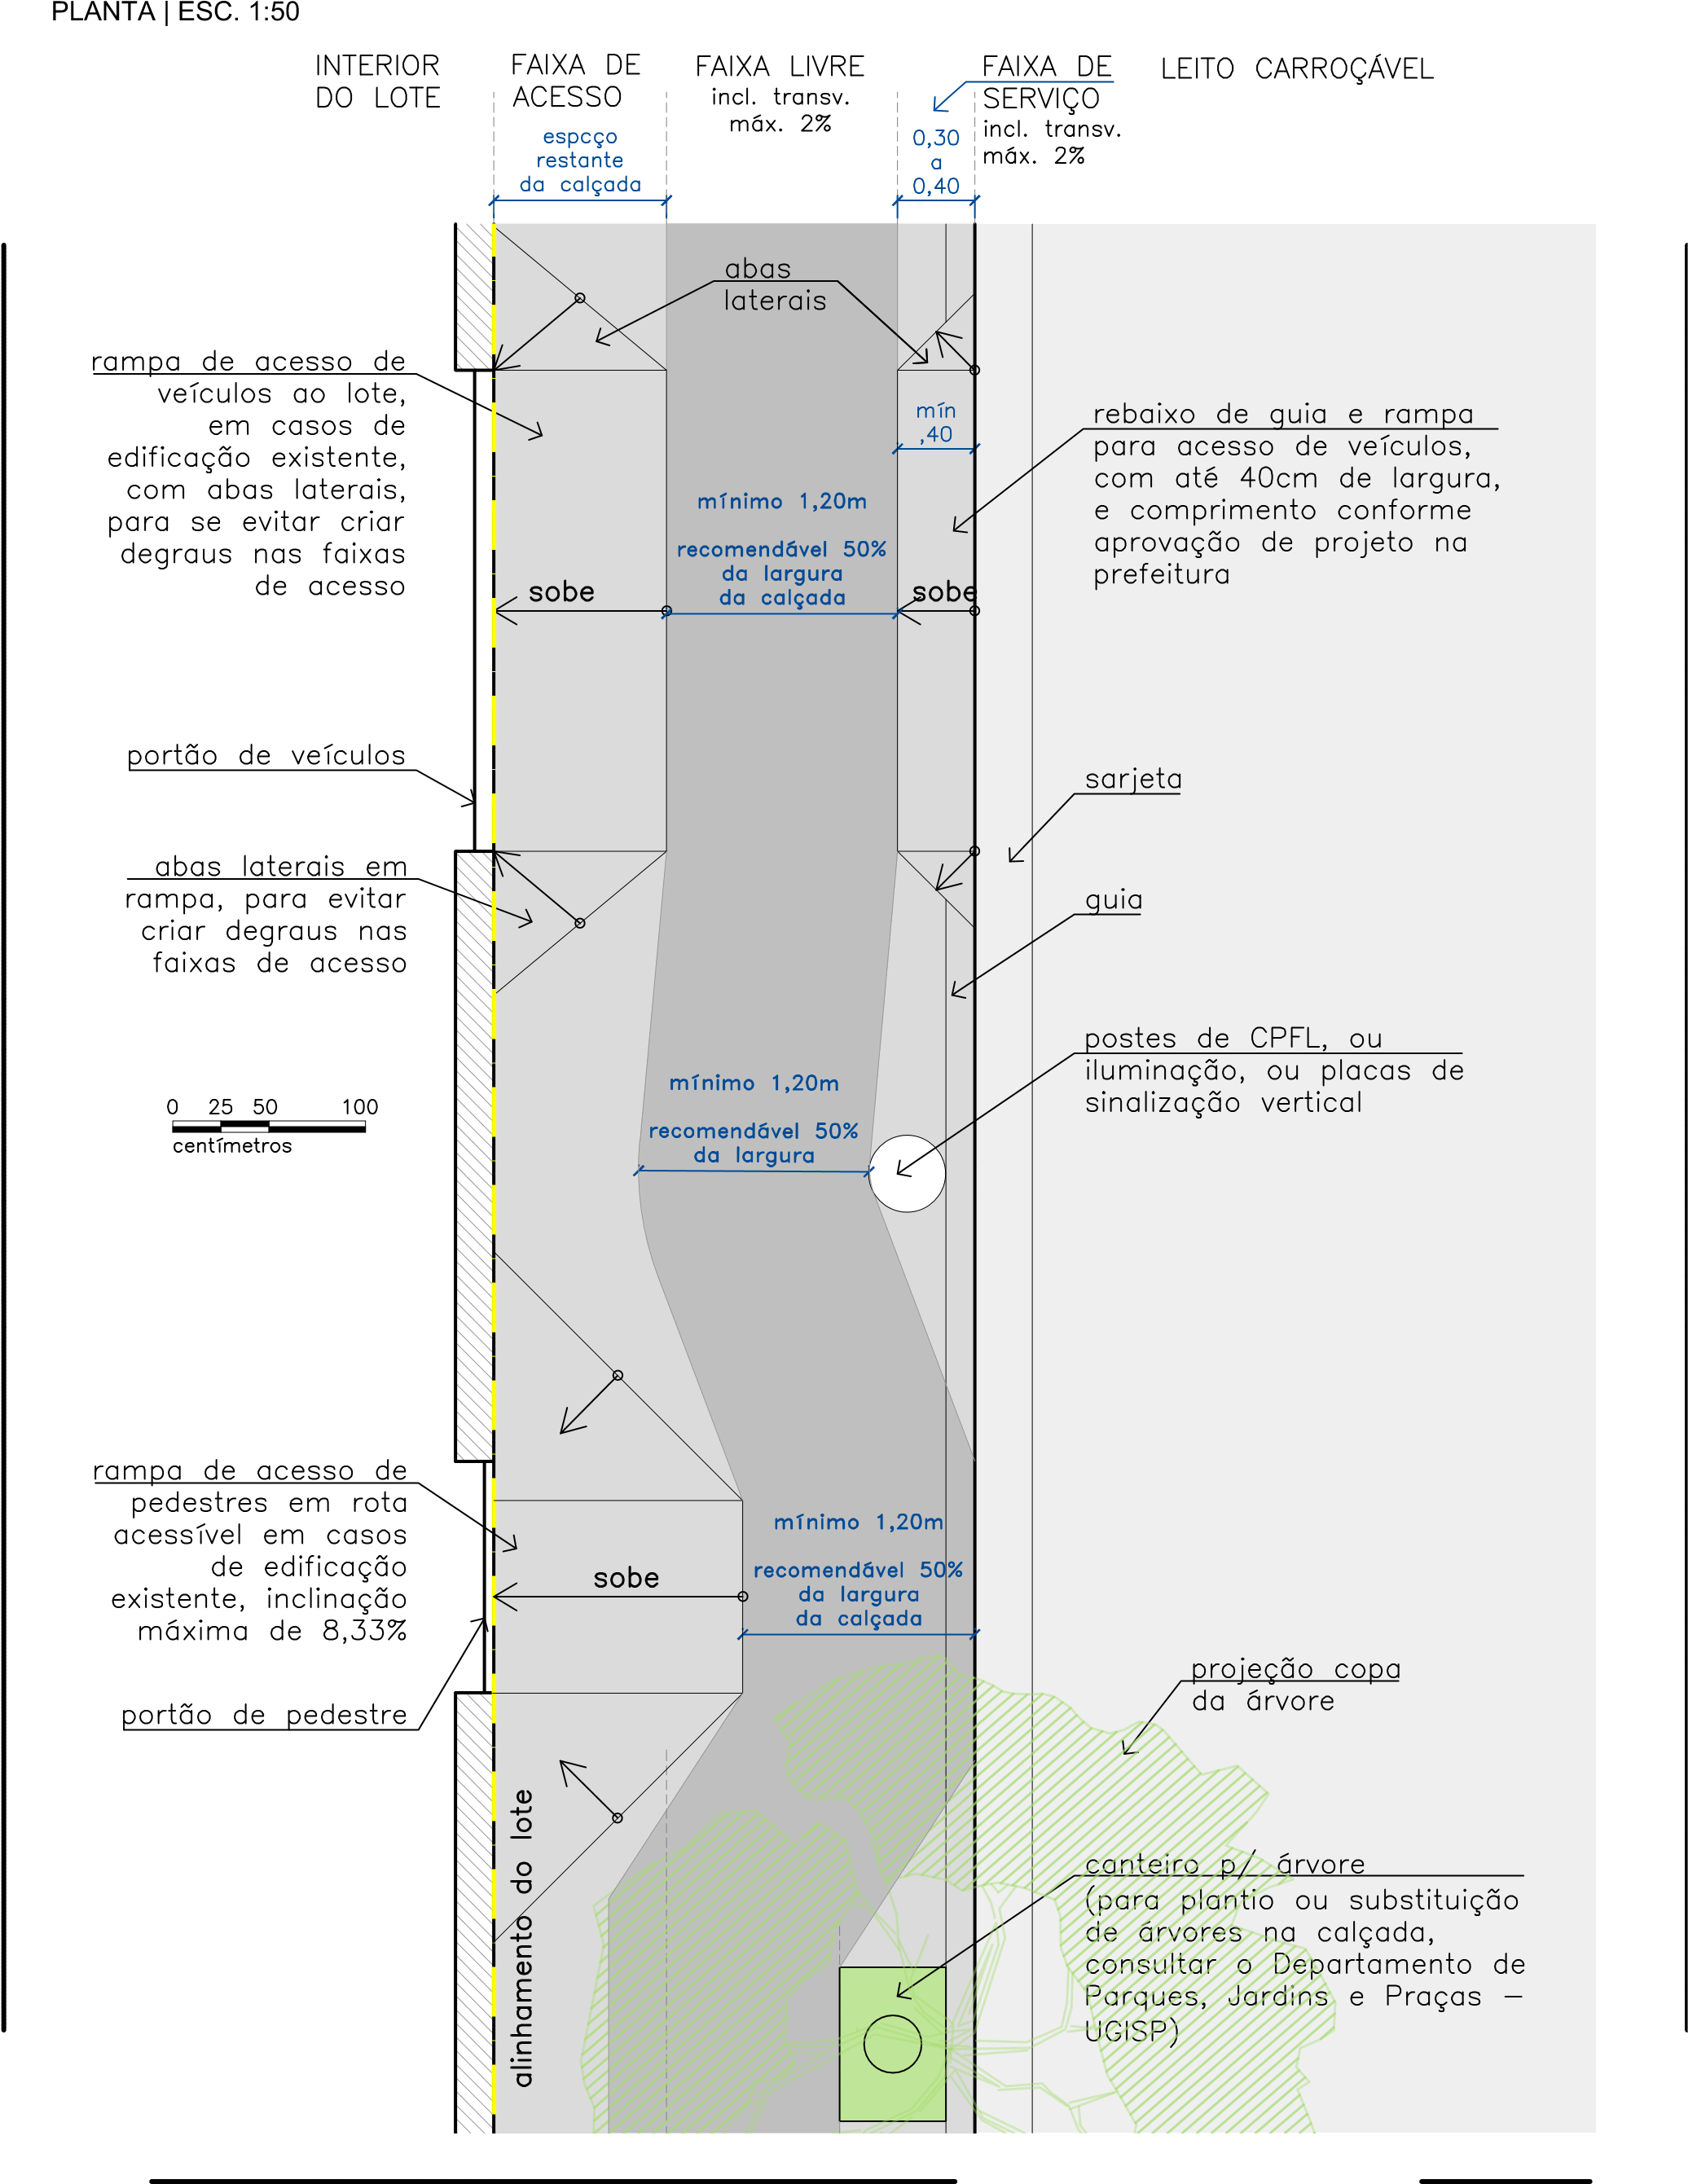 PLANTA | ESC. 1:50
INTERIOR
DO LOTE
FAIXA DE
ACESSO
espcço
restante
da calçada
FAIXA LIVRE
incl. transv.
máx. 2%
FAIXA DE
SERVIÇO
incl. transv.
máx. 2%
0,30
a
0,40
LEITO CARROÇÁVEL
abas
laterais
rampa de acesso de
veículos ao lote,
em casos de
edificação existente,
com abas laterais,
para se evitar criar
degraus nas faixas
de acesso
mín
,40
rebaixo de guia e rampa
para acesso de veículos,
com até 40cm de largura,
e comprimento conforme
aprovação de projeto na
prefeitura
mínimo 1,20m
recomendável 50%
da largura
da calçada
sobe
sobe
portão de veículos
sarjeta
abas laterais em
rampa, para evitar
criar degraus nas
faixas de acesso
guia
postes de CPFL, ou
iluminação, ou placas de
sinalização vertical
mínimo 1,20m
recomendável 50%
da largura
0 25 50 100
centímetros
rampa de acesso de
pedestres em rota
acessível em casos
de edificação
existente, inclinação
máxima de 8,33%
sobe
mínimo 1,20m
recomendável 50%
da largura
da calçada
portão de pedestre
projeção copa
da árvore
alinhamento do lote
canteiro p/ árvore
(para plantio ou substituição
de árvores na calçada,
consultar o Departamento de
Parques, Jardins e Praças –
UGISP)